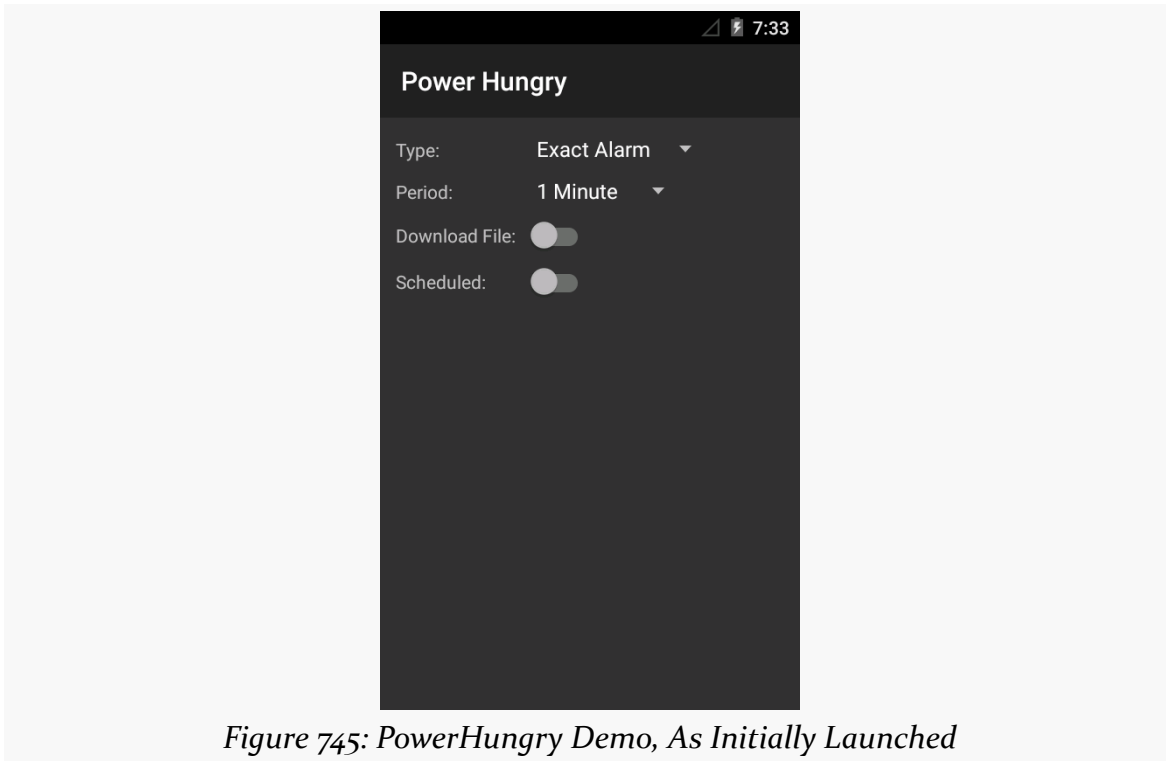 7:33
Power Hungry
Type: Exact Alarm
Period: 1 Minute
Download File:
Scheduled:
Figure 745: PowerHungry Demo, As Initially Launched